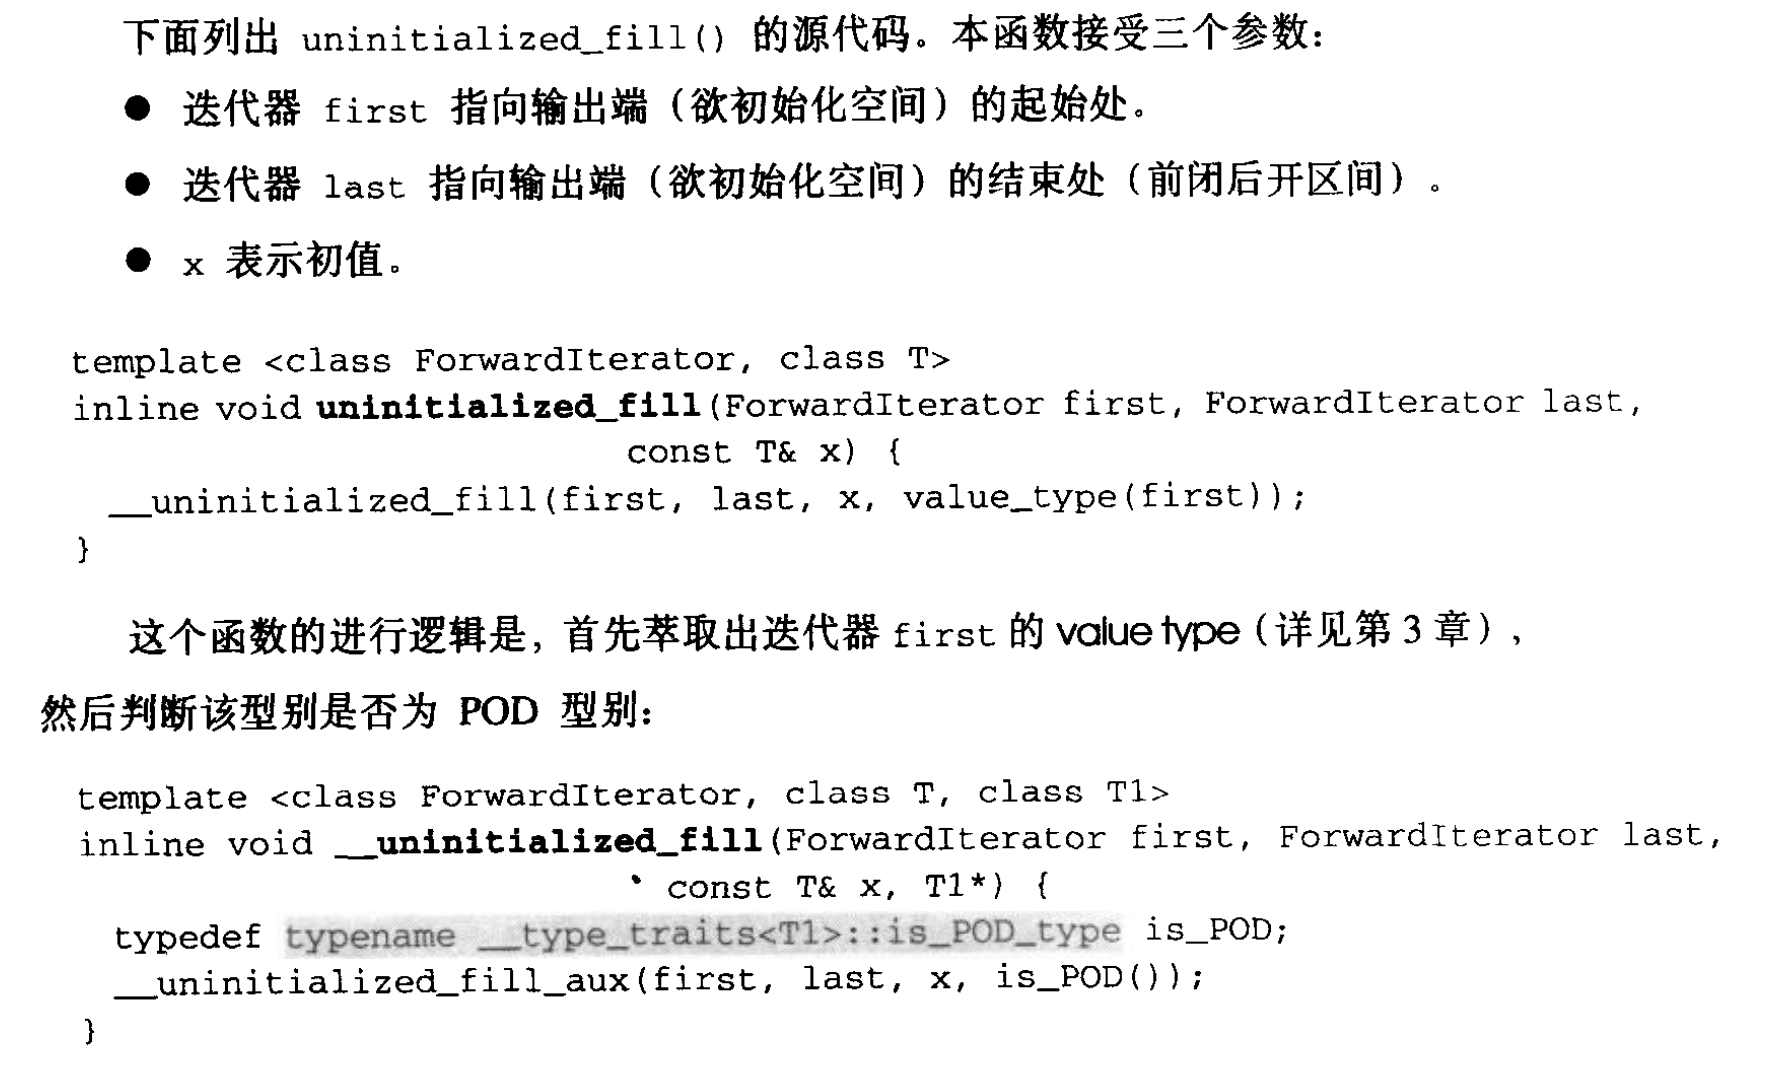 下面列出 uninitialized_fill() 的源代码。本函数接受三个参数：
● 迭代器 first 指向输出端（欲初始化空间）的起始处。
● 迭代器 last 指向输出端（欲初始化空间）的结束处（前闭后开区间）。
● x 表示初值。
template <class ForwardIterator, class T>
inline void uninitialized_fill(ForwardIterator first, ForwardIterator last,
const T& x) {
__uninitialized_fill(first, last, x, value_type(first));
}
这个函数的进行逻辑是，首先萃取出迭代器 first 的 value type（详见第 3 章），
然后判断该型别是否为 POD 型别：
template <class ForwardIterator, class T, class T1>
inline void __uninitialized_fill(ForwardIterator first, ForwardIterator last,
const T& x, T1*) {
typedef typename __type_traits<T1>::is_POD_type is_POD;
__uninitialized_fill_aux(first, last, x, is_POD());
}